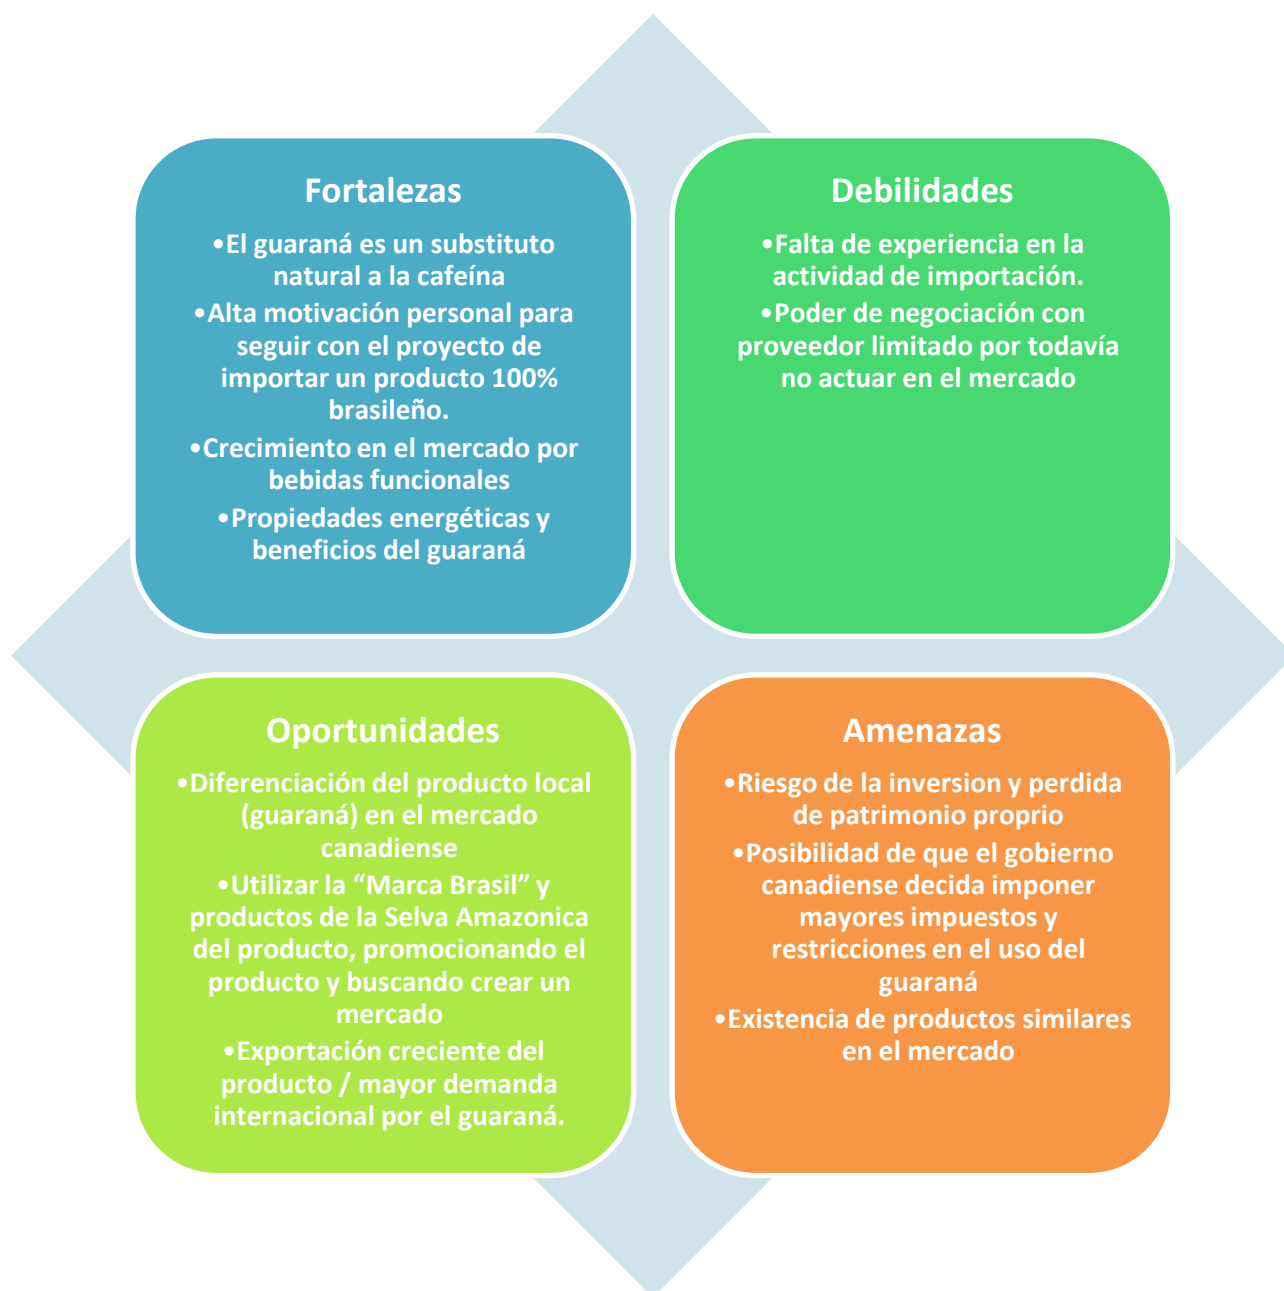 Fortalezas
•El guaraná es un substituto
natural a la cafeína
•Alta motivación personal para
seguir con el proyecto de
importar un producto 100%
brasileño.
•Crecimiento en el mercado por
bebidas funcionales
•Propiedades energéticas y
beneficios del guaraná
Debilidades
•Falta de experiencia en la
actividad de importación.
•Poder de negociación con
proveedor limitado por todavía
no actuar en el mercado
Oportunidades
•Diferenciación del producto local
(guaraná) en el mercado
canadiense
•Utilizar la “Marca Brasil” y
productos de la Selva Amazonica
del producto, promocionando el
producto y buscando crear un
mercado
•Exportación creciente del
producto / mayor demanda
internacional por el guaraná.
Amenazas
•Riesgo de la inversion y perdida
de patrimonio proprio
•Posibilidad de que el gobierno
canadiense decida imponer
mayores impuestos y
restricciones en el uso del
guaraná
•Existencia de productos similares
en el mercado